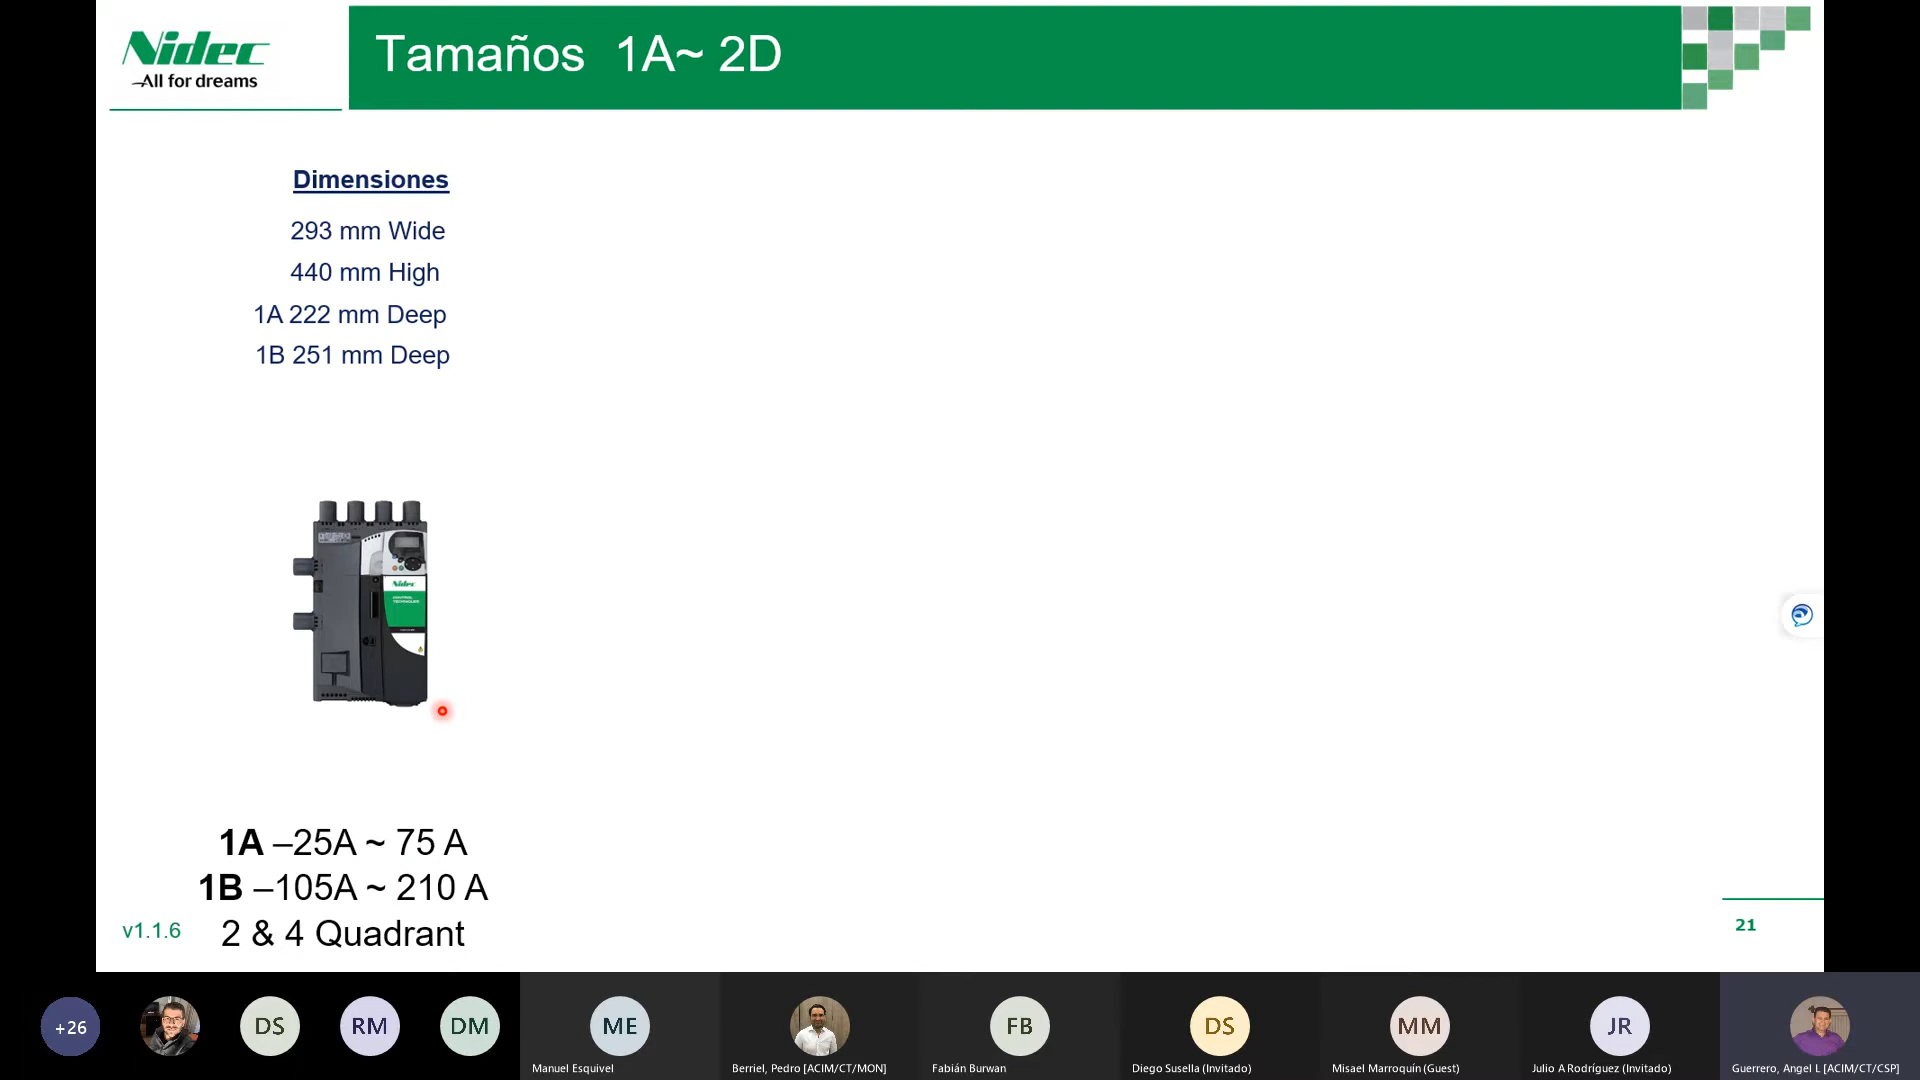 Nidec
All for dreams
Tamaños 1A~ 2D
Dimensiones
293 mm Wide
440 mm High
1A 222 mm Deep
1B 251 mm Deep
Nidec
1A –25A ~ 75 A
1B –105A ~ 210 A
2 & 4 Quadrant
v1.1.6
21
+26
DS
RM
DM
ME
FB
DS
MM
JR
Manuel Esquivel
Berriel, Pedro [ACIM/CT/MON]
Fabián Burwan
Diego Susella (Invitado)
Misael Marroquín (Guest)
Julio A Rodríguez (Invitado)
Guerrero, Angel L [ACIM/CT/CSP]